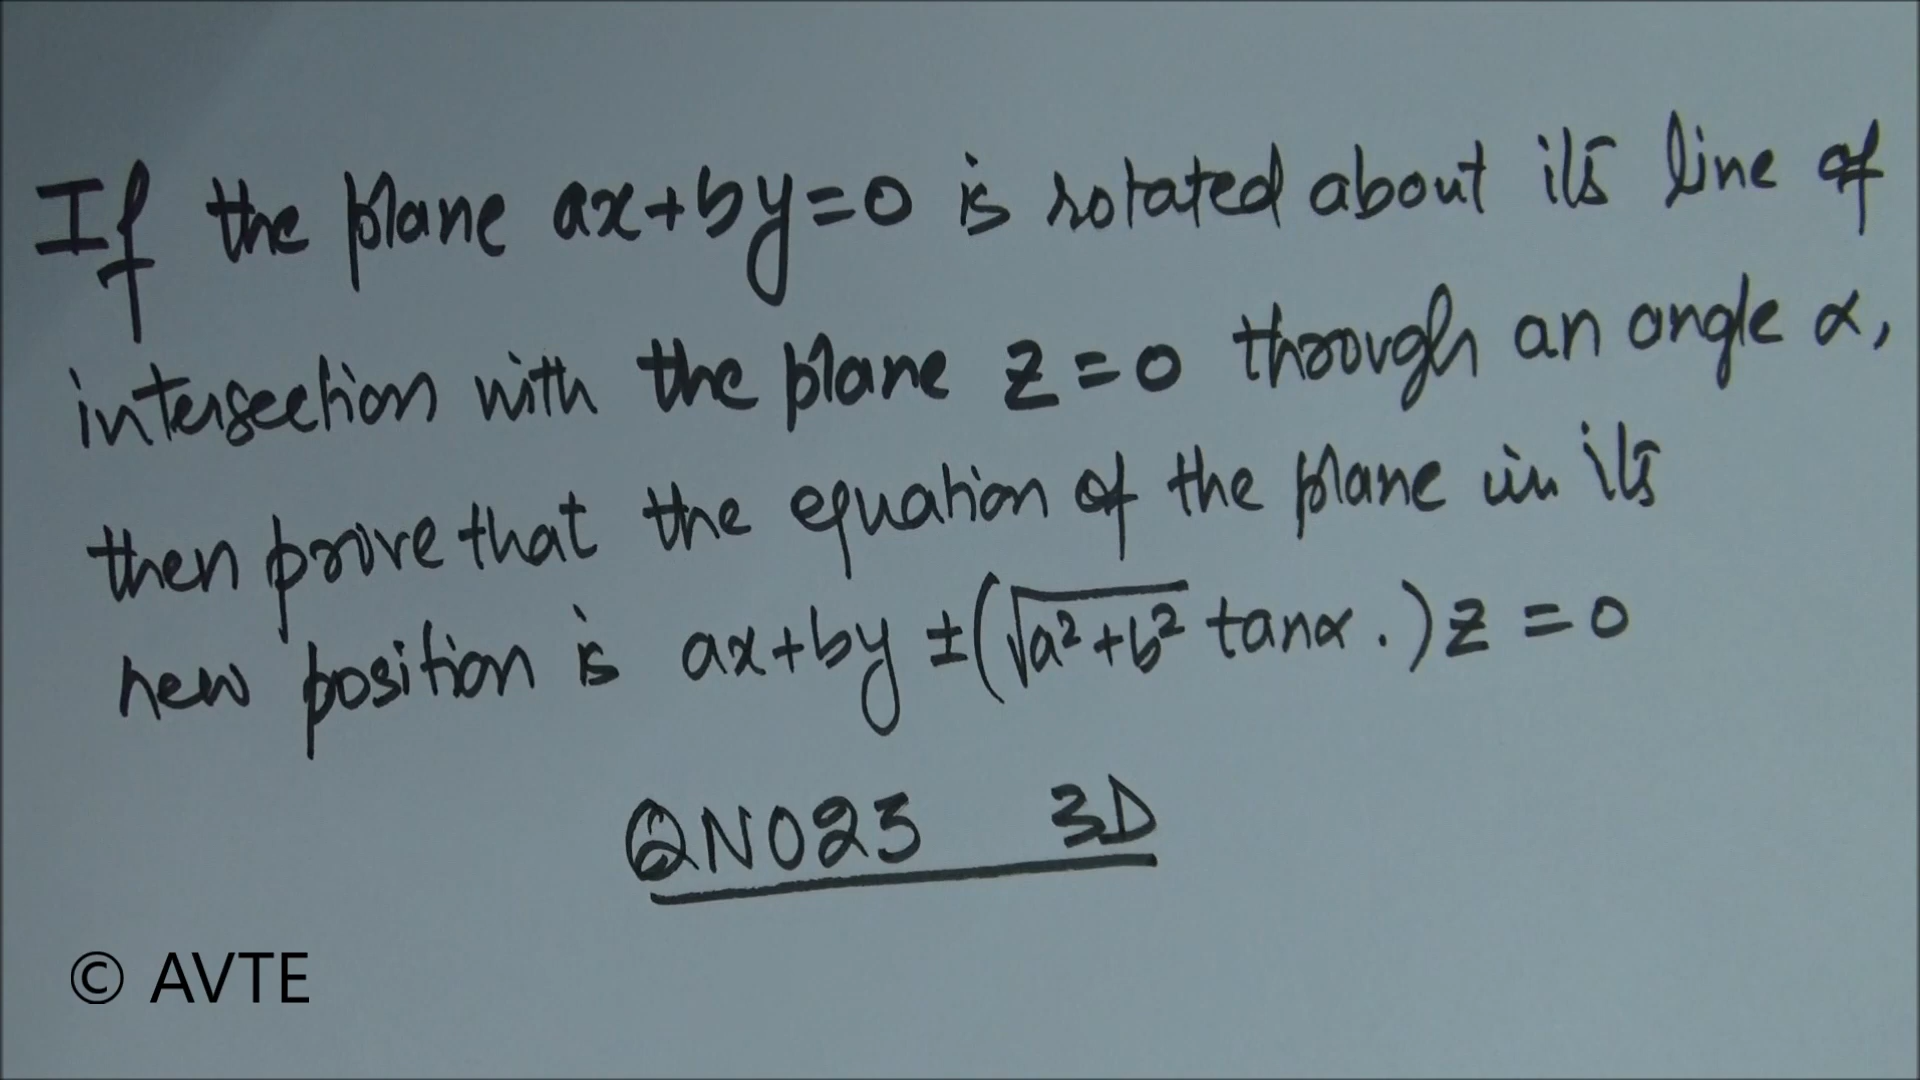 If the plane ax+by=0 is rotated about its line of
intersection with the plane z=0 through an angle α,
then prove that the equation of the plane in its
new position is ax+by ±(√a²+b² tanα.)z=0
QNO23 3D
© AVTE